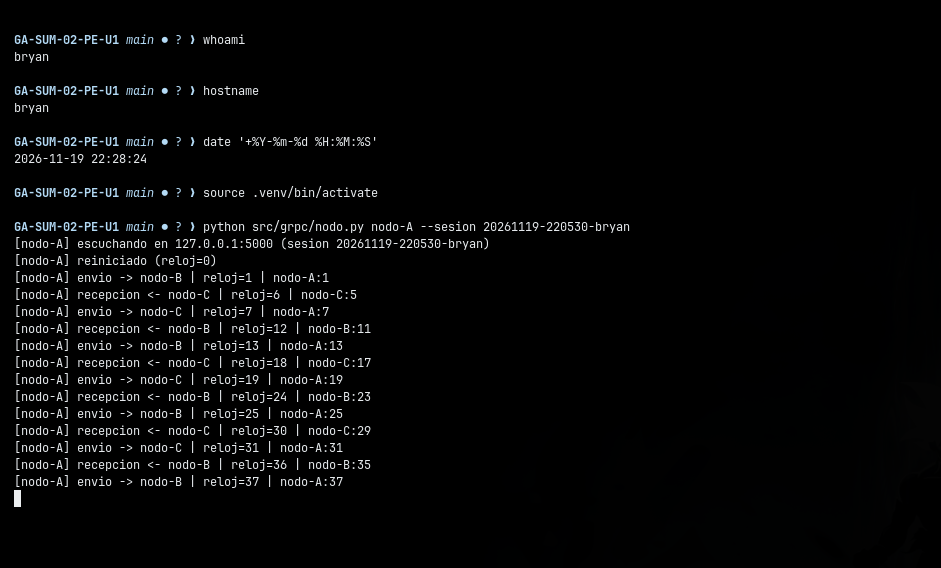 GA-SUM-02-PE-U1 main ● ? ❯ whoami
bryan
GA-SUM-02-PE-U1 main ● ? ❯ hostname
bryan
GA-SUM-02-PE-U1 main ● ? ❯ date '+%Y-%m-%d %H:%M:%S'
2026-11-19 22:28:24
GA-SUM-02-PE-U1 main ● ? ❯ source .venv/bin/activate
GA-SUM-02-PE-U1 main ● ? ❯ python src/grpc/nodo.py nodo-A --sesion 20261119-220530-bryan
[nodo-A] escuchando en 127.0.0.1:5000 (sesion 20261119-220530-bryan)
[nodo-A] reiniciado (reloj=0)
[nodo-A] envio -> nodo-B | reloj=1 | nodo-A:1
[nodo-A] recepcion <- nodo-C | reloj=6 | nodo-C:5
[nodo-A] envio -> nodo-C | reloj=7 | nodo-A:7
[nodo-A] recepcion <- nodo-B | reloj=12 | nodo-B:11
[nodo-A] envio -> nodo-B | reloj=13 | nodo-A:13
[nodo-A] recepcion <- nodo-C | reloj=18 | nodo-C:17
[nodo-A] envio -> nodo-C | reloj=19 | nodo-A:19
[nodo-A] recepcion <- nodo-B | reloj=24 | nodo-B:23
[nodo-A] envio -> nodo-B | reloj=25 | nodo-A:25
[nodo-A] recepcion <- nodo-C | reloj=30 | nodo-C:29
[nodo-A] envio -> nodo-C | reloj=31 | nodo-A:31
[nodo-A] recepcion <- nodo-B | reloj=36 | nodo-B:35
[nodo-A] envio -> nodo-B | reloj=37 | nodo-A:37